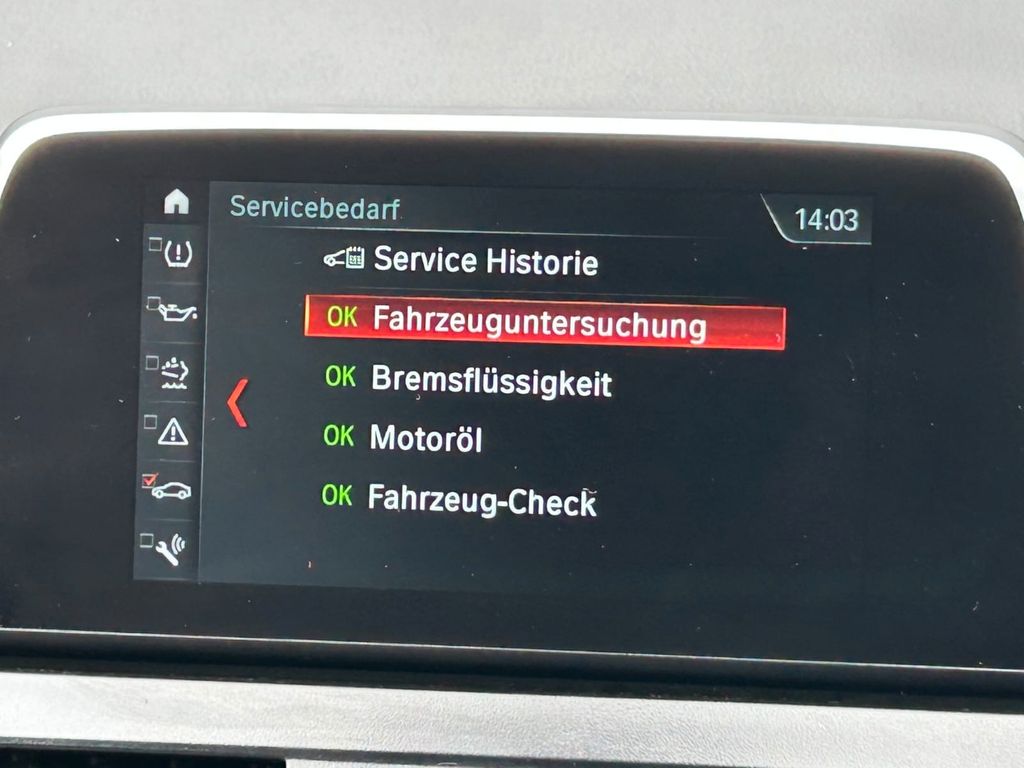 Servicebedarf
14:03
Service Historie
OK Fahrzeuguntersuchung
OK Bremsflüssigkeit
OK Motoröl
OK Fahrzeug-Check